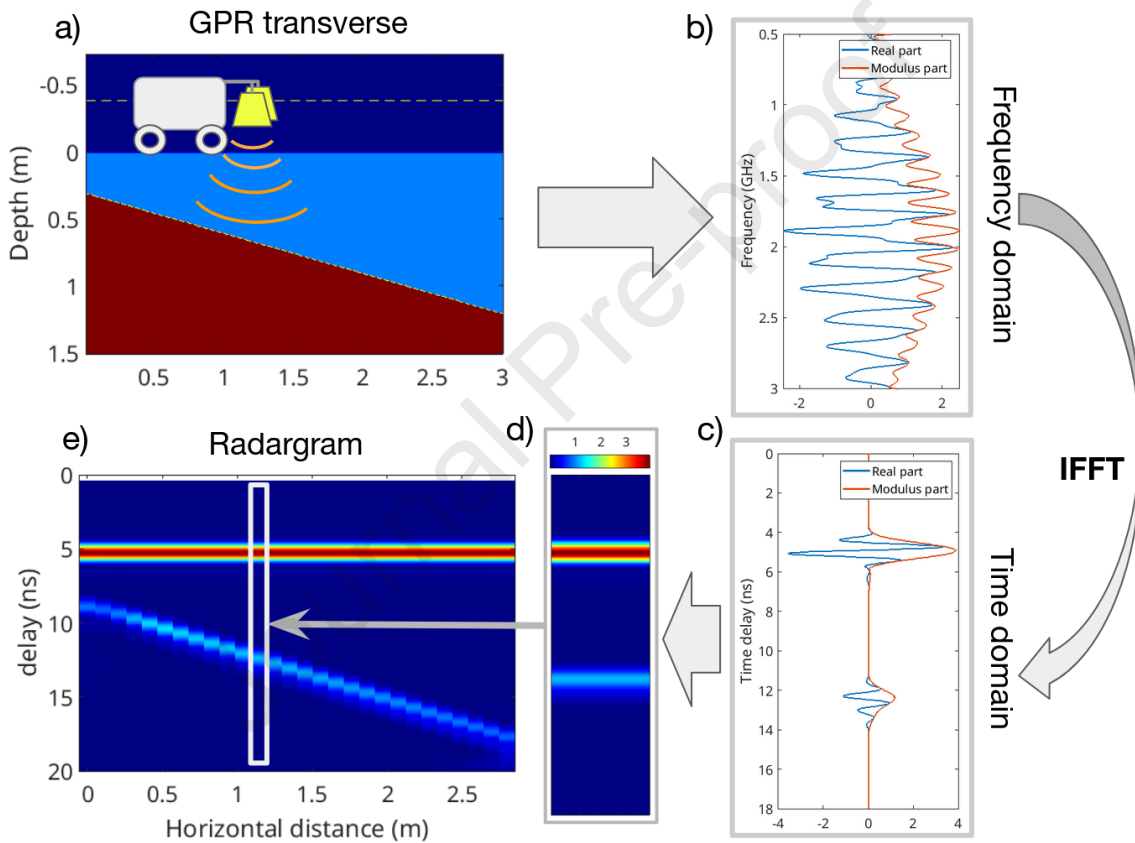 a)
GPR transverse
-0.5
0
0.5
1
1.5
Depth (m)
0.5 1 1.5 2 2.5 3
b)
Real part
Modulus part
0.5
1
1.5
2
2.5
3
Frequency (GHz)
-2 0 2
Frequency domain
IFFT
Time domain
c)
Real part
Modulus part
0
2
4
6
8
10
12
14
16
18
Time delay (ns)
-4 -2 0 2 4
d)
1 2 3
e)
Radargram
0
5
10
15
20
delay (ns)
0 0.5 1 1.5 2 2.5
Horizontal distance (m)
Journal Pre-proof